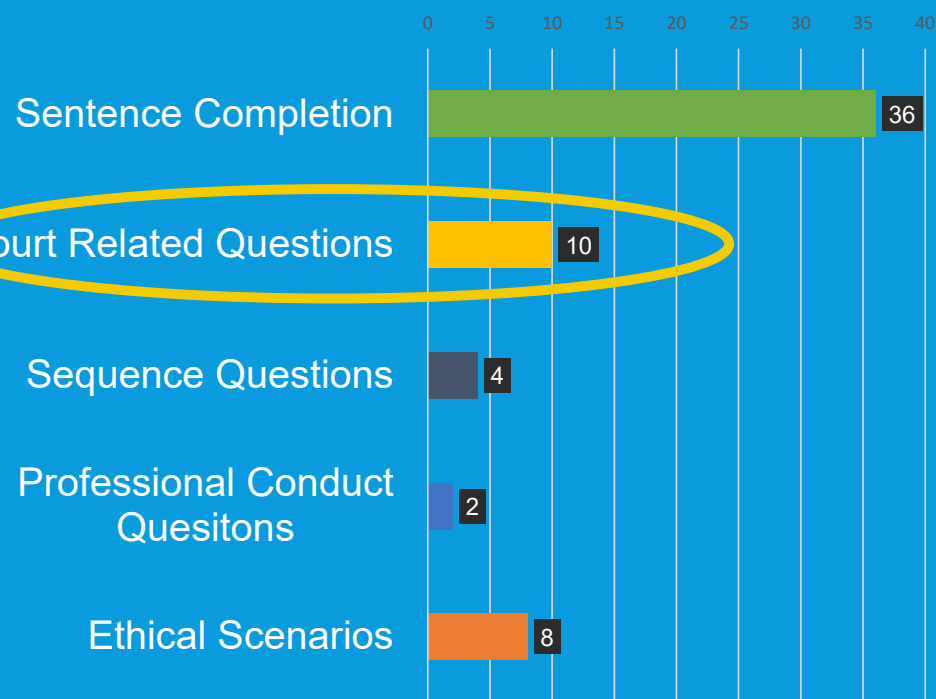 0 5 10 15 20 25 30 35 40
Sentence Completion 36
ourt Related Questions 10
Sequence Questions 4
Professional Conduct
Quesitons 2
Ethical Scenarios 8